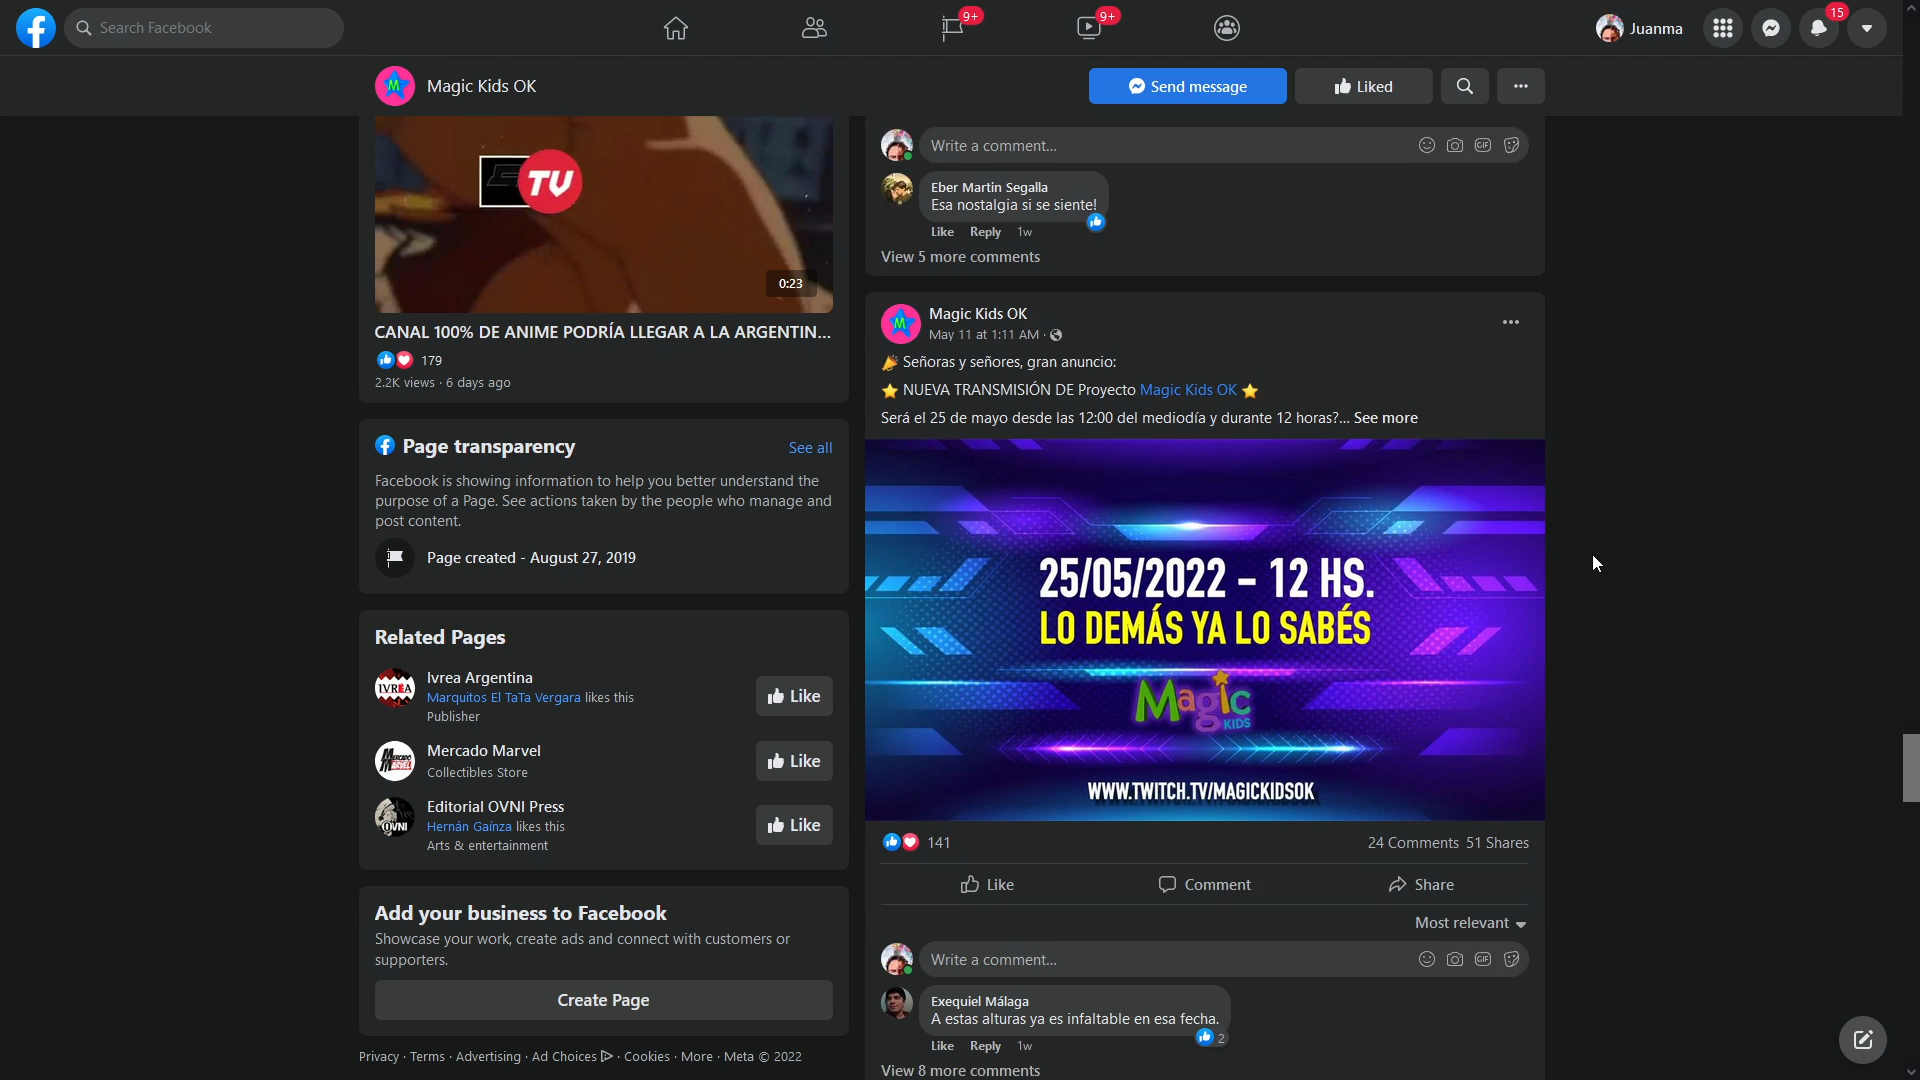 Search Facebook
9+
9+
Juanma
15
Magic Kids OK
Send message
Liked
TV
0:23
CANAL 100% DE ANIME PODRÍA LLEGAR A LA ARGENTIN...
179
2.2K views · 6 days ago
Page transparency
See all
Facebook is showing information to help you better understand the
purpose of a Page. See actions taken by the people who manage and
post content.
Page created - August 27, 2019
Related Pages
IVREA
Ivrea Argentina
Marquitos El TaTa Vergara likes this
Publisher
Like
Mercado Marvel
Collectibles Store
Like
OVNI
Editorial OVNI Press
Hernán Gaínza likes this
Arts & entertainment
Like
Add your business to Facebook
Showcase your work, create ads and connect with customers or
supporters.
Create Page
Privacy · Terms · Advertising · Ad Choices · Cookies · More · Meta © 2022
Write a comment...
GIF
Eber Martin Segalla
Esa nostalgia si se siente!
Like Reply 1w
View 5 more comments
M
Magic Kids OK
May 11 at 1:11 AM ·
Señoras y señores, gran anuncio:
NUEVA TRANSMISIÓN DE Proyecto Magic Kids OK
Será el 25 de mayo desde las 12:00 del mediodía y durante 12 horas?... See more
25/05/2022 – 12 HS.
LO DEMÁS YA LO SABÉS
Magic
KIDS
WWW.TWITCH.TV/MAGICKIDSOK
141
24 Comments 51 Shares
Like
Comment
Share
Most relevant
Write a comment...
GIF
Exequiel Málaga
A estas alturas ya es infaltable en esa fecha.
2
Like Reply 1w
View 8 more comments